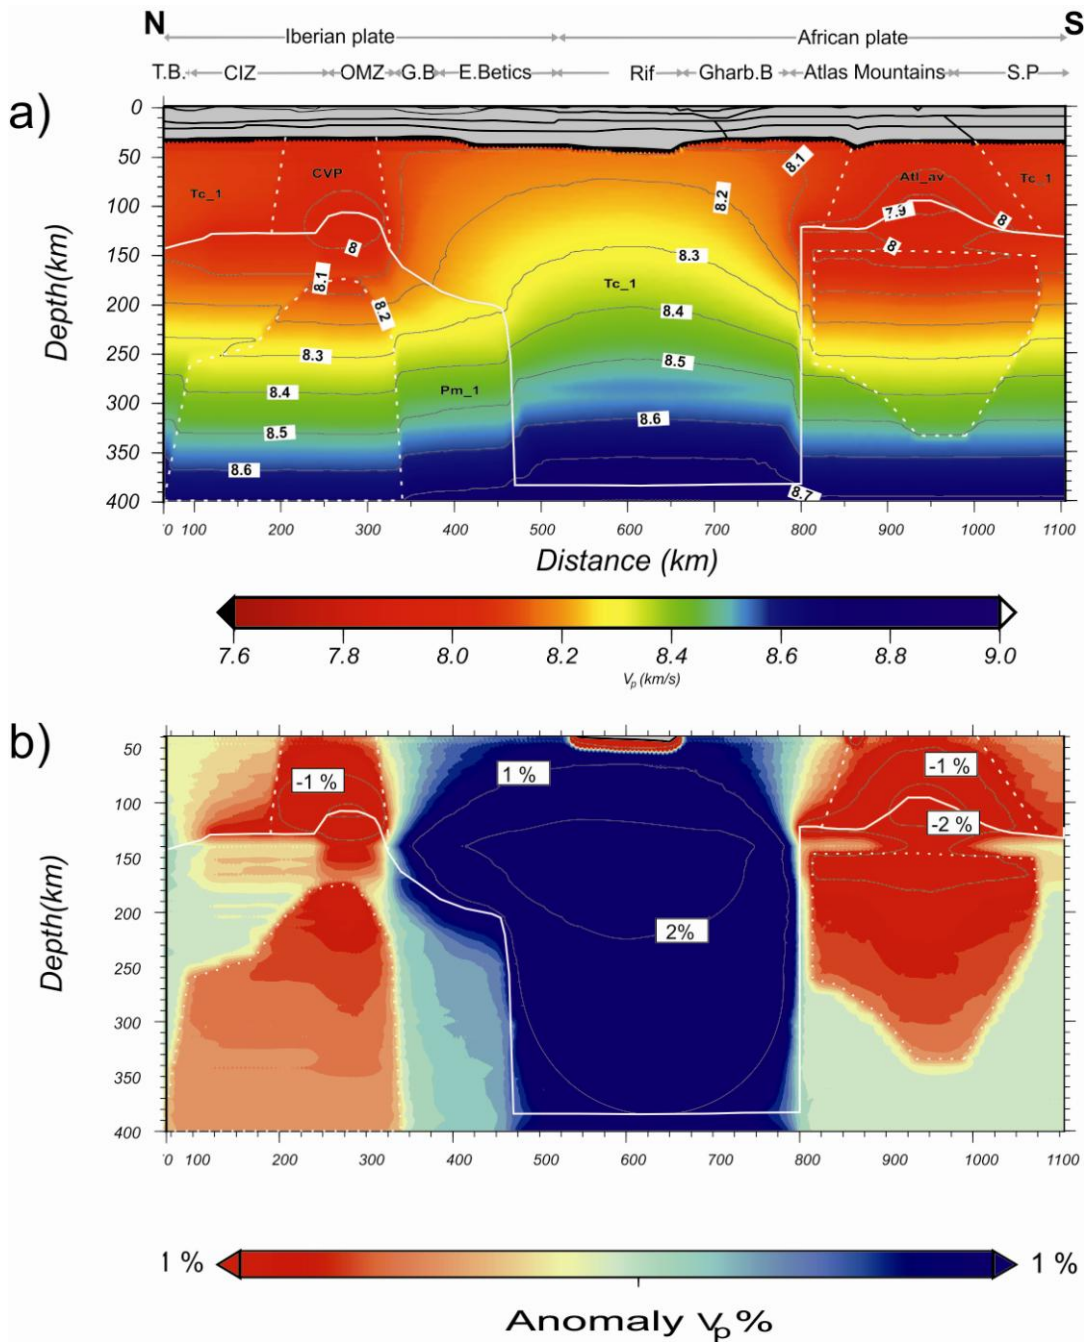 N S
Iberian plate African plate
T.B. CIZ OMZ G.B E.Betics Rif Gharb.B Atlas Mountains S.P
a)
0
50
100
150
200
250
300
350
400
Depth(km)
Tc_1 CVP 8.1 8.2 Atl_av Tc_1
7.9 8
8 8
8.1 8.3
8.2 Tc_1
8.3 8.4
8.4 Pm_1 8.5
8.5 8.6
8.6 8.7
0 100 200 300 400 500 600 700 800 900 1000 1100
Distance (km)
7.6 7.8 8.0 8.2 8.4 8.6 8.8 9.0
Vp (km/s)
b)
50
100
150
200
250
300
350
400
Depth(km)
-1 % 1 % -1 %
-2 %
2%
0 100 200 300 400 500 600 700 800 900 1000 1100
1 % 1 %
Anomaly Vp%